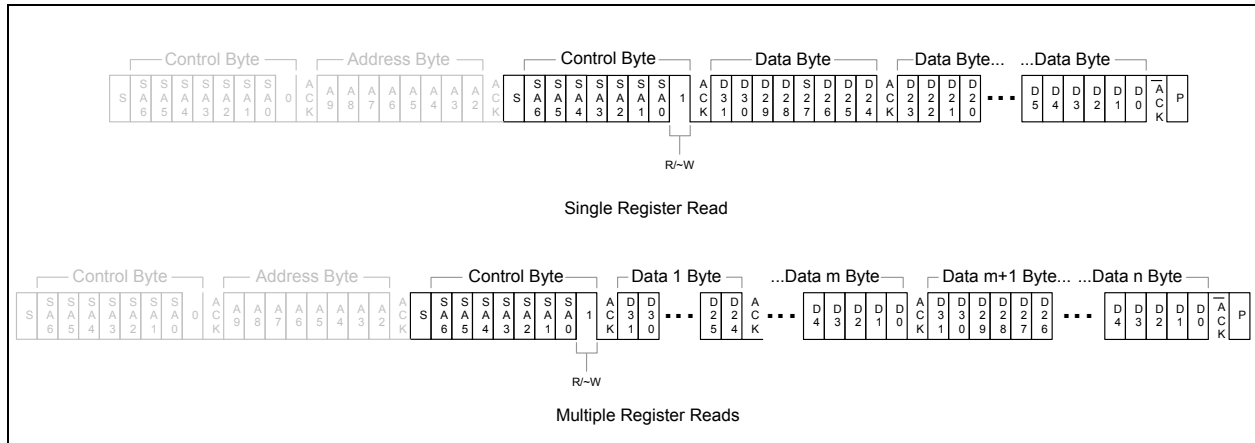 Control Byte Address Byte Control Byte Data Byte Data Byte... ...Data Byte
S SA6 SA5 SA4 SA3 SA2 SA1 SA0 0 ACK A9 A8 A7 A6 A5 A4 A3 A2 ACK S SA6 SA5 SA4 SA3 SA2 SA1 SA0 1 ACK D31 D30 D29 D28 S27 D26 D25 D24 ACK D23 D22 D21 D20 ... D5 D4 D3 D2 D1 D0 ACK P
R/~W
Single Register Read
Control Byte Address Byte Control Byte Data 1 Byte ...Data m Byte Data m+1 Byte... ...Data n Byte
S SA6 SA5 SA4 SA3 SA2 SA1 SA0 0 ACK A9 A8 A7 A6 A5 A4 A3 A2 ACK S SA6 SA5 SA4 SA3 SA2 SA1 SA0 1 ACK D31 D30 ... D25 D24 ACK ... D4 D3 D2 D1 D0 ACK D31 D30 D29 D28 D27 D26 ... D4 D3 D2 D1 D0 ACK P
R/~W
Multiple Register Reads